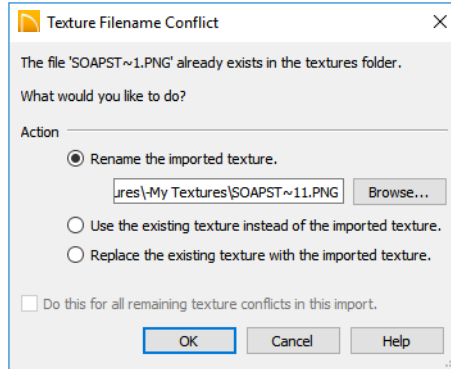 Texture Filename Conflict
The file 'SOAPST~1.PNG' already exists in the textures folder.
What would you like to do?
Action
Rename the imported texture.
ures\-My Textures\SOAPST~11.PNG Browse...
Use the existing texture instead of the imported texture.
Replace the existing texture with the imported texture.
Do this for all remaining texture conflicts in this import.
OK Cancel Help